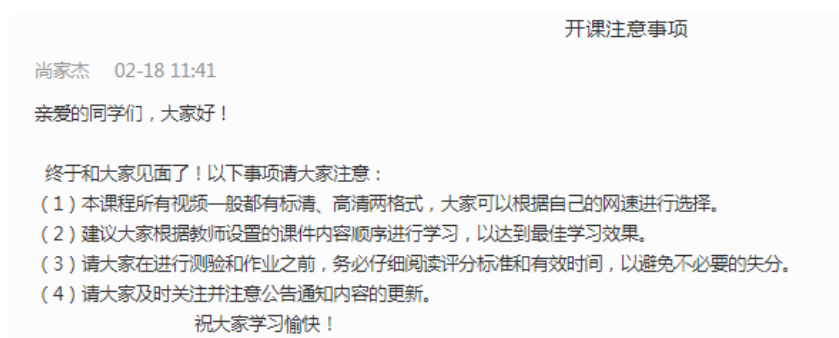 开课注意事项
尚家杰 02-18 11:41
亲爱的同学们，大家好！
终于和大家见面了！以下事项请大家注意：
（1）本课程所有视频一般都有标清、高清两格式，大家可以根据自己的网速进行选择。
（2）建议大家根据教师设置的课件内容顺序进行学习，以达到最佳学习效果。
（3）请大家在进行测验和作业之前，务必仔细阅读评分标准和有效时间，以避免不必要的失分。
（4）请大家及时关注并注意公告通知内容的更新。
祝大家学习愉快！